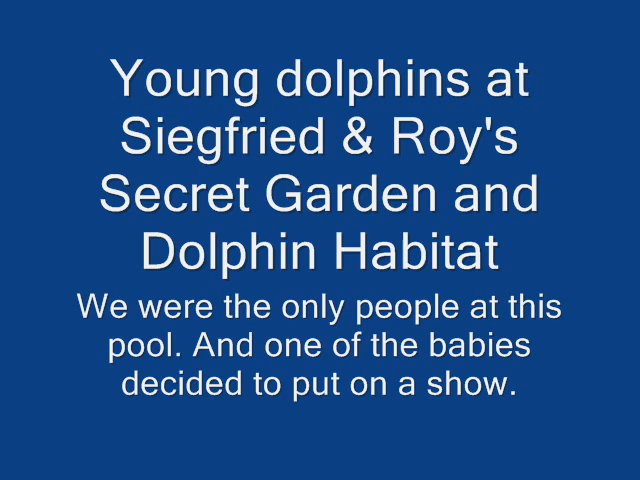 Young dolphins at
Siegfried & Roy's
Secret Garden and
Dolphin Habitat
We were the only people at this
pool. And one of the babies
decided to put on a show.